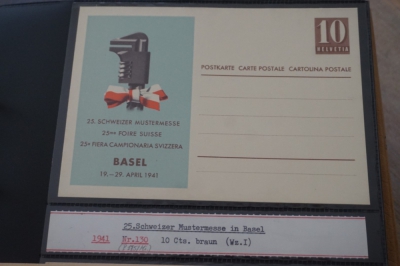 10
HELVETIA
POSTKARTE CARTE POSTALE CARTOLINA POSTALE
25. SCHWEIZER MUSTERMESSE
25ME FOIRE SUISSE
25A FIERA CAMPIONARIA SVIZZERA
BASEL
19.–29. APRIL 1941
25.Schweizer Mustermesse in Basel
1941 Nr.130 10 Cts. braun (Wz.I)